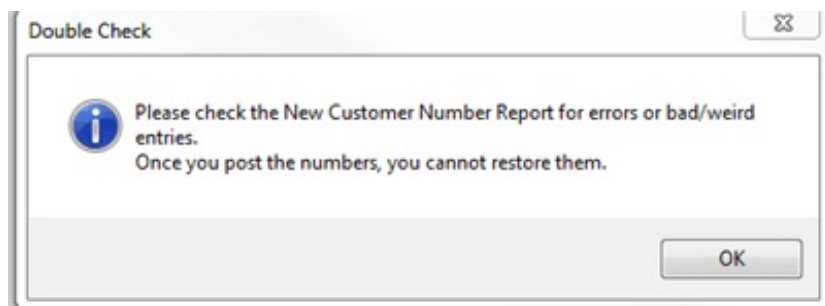 Double Check
Please check the New Customer Number Report for errors or bad/weird
entries.
Once you post the numbers, you cannot restore them.
OK